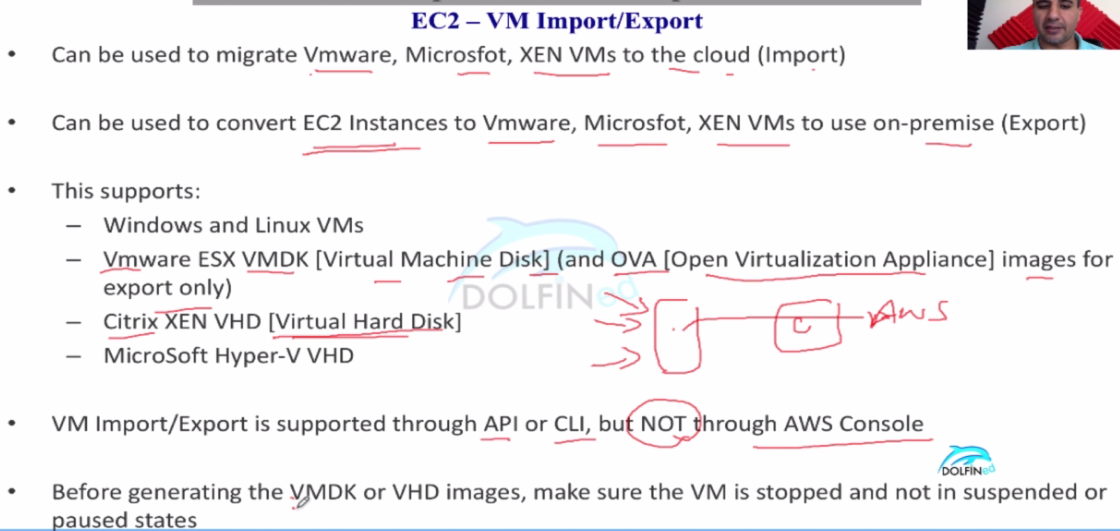 EC2 – VM Import/Export
• Can be used to migrate Vmware, Microsfot, XEN VMs to the cloud (Import)
• Can be used to convert EC2 Instances to Vmware, Microsfot, XEN VMs to use on-premise (Export)
• This supports:
– Windows and Linux VMs
– Vmware ESX VMDK [Virtual Machine Disk] (and OVA [Open Virtualization Appliance] images for
export only)
DOLFINed
– Citrix XEN VHD [Virtual Hard Disk]
C AWS
– MicroSoft Hyper-V VHD
• VM Import/Export is supported through API or CLI, but NOT through AWS Console
DOLFINed
• Before generating the VMDK or VHD images, make sure the VM is stopped and not in suspended or
paused states